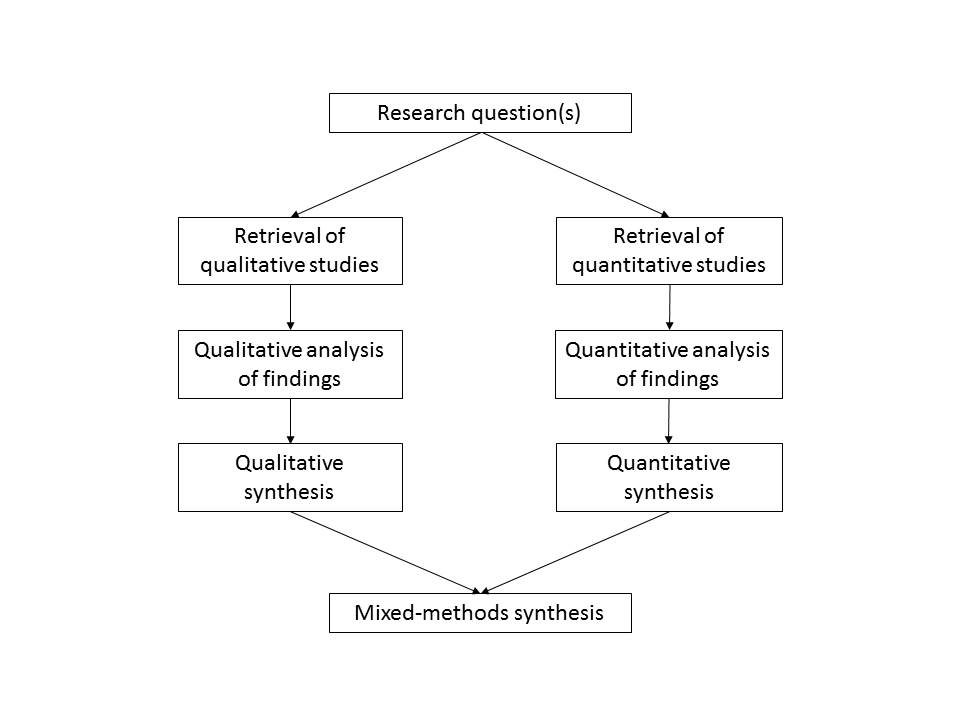 Research question(s)
Retrieval of
qualitative studies
Retrieval of
quantitative studies
Qualitative analysis
of findings
Quantitative analysis
of findings
Qualitative
synthesis
Quantitative
synthesis
Mixed-methods synthesis